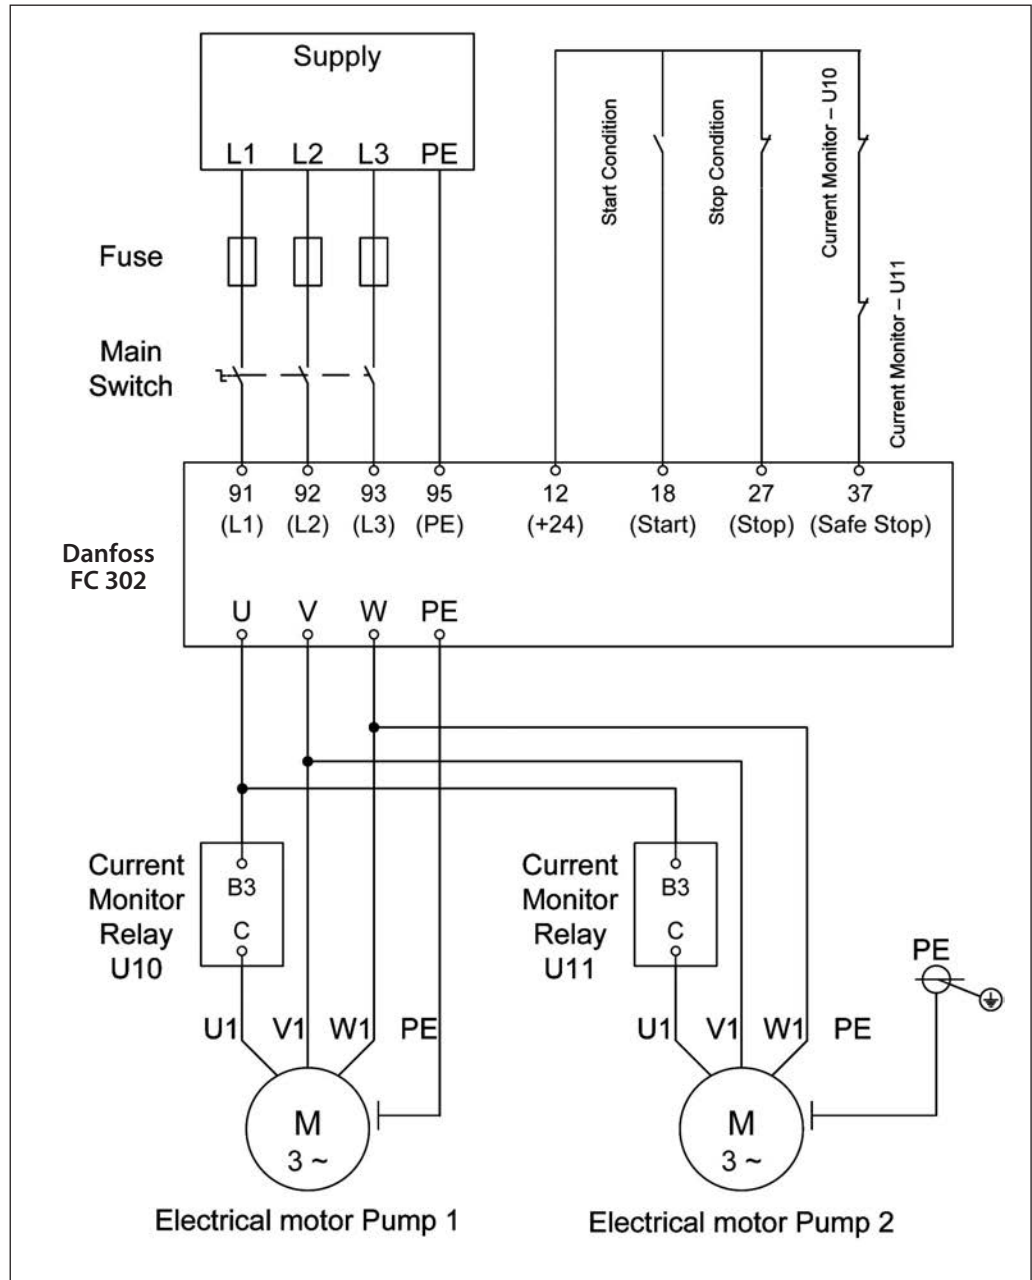 Supply
L1 L2 L3 PE
Fuse
Main
Switch
Start Condition
Stop Condition
Current Monitor – U10
Current Monitor – U11
91 92 93 95 12 18 27 37
(L1) (L2) (L3) (PE) (+24) (Start) (Stop) (Safe Stop)
Danfoss
FC 302
U V W PE
Current
Monitor
Relay
U10
B3
C
Current
Monitor
Relay
U11
B3
C
PE
U1 V1 W1 PE
U1 V1 W1 PE
M
3 ~
M
3 ~
Electrical motor Pump 1
Electrical motor Pump 2